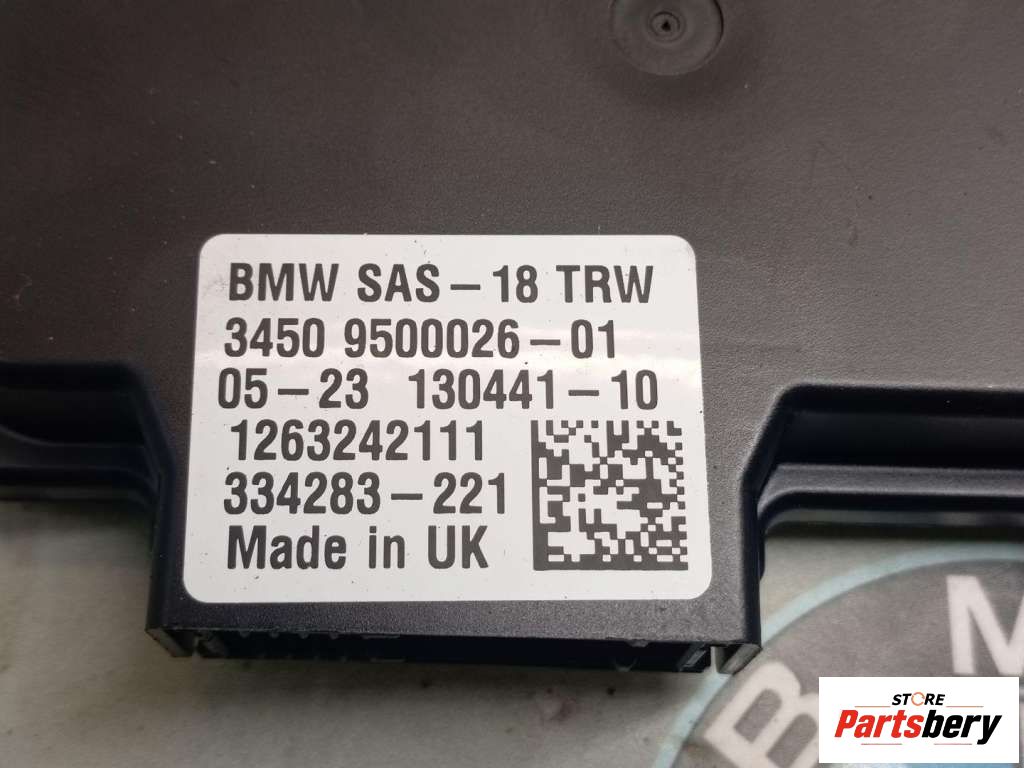 BMW SAS-18 TRW
3450 9500026-01
05-23 130441-10
1263242111
334283-221
Made in UK
B M
STORE
Partsbery